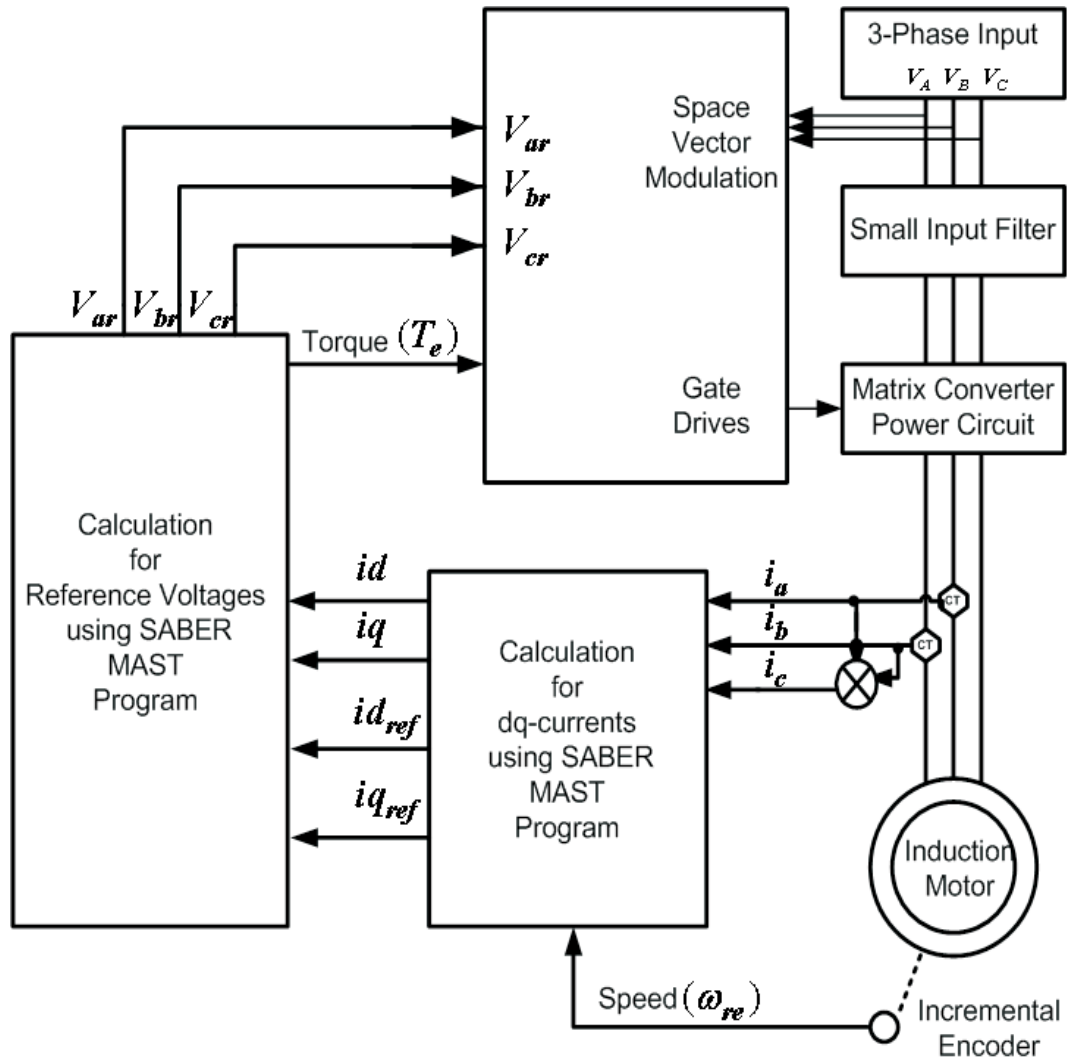 3-Phase Input
V_A V_B V_C
Space
Vector
Modulation
V_ar
V_br
V_cr
Small Input Filter
V_ar V_br V_cr
Torque (T_e)
Gate
Drives
Matrix Converter
Power Circuit
Calculation
for
Reference Voltages
using SABER
MAST
Program
id
iq
id_ref
iq_ref
Calculation
for
dq-currents
using SABER
MAST
Program
i_a
i_b
i_c
CT
CT
Induction
Motor
Speed (ω_re)
Incremental
Encoder